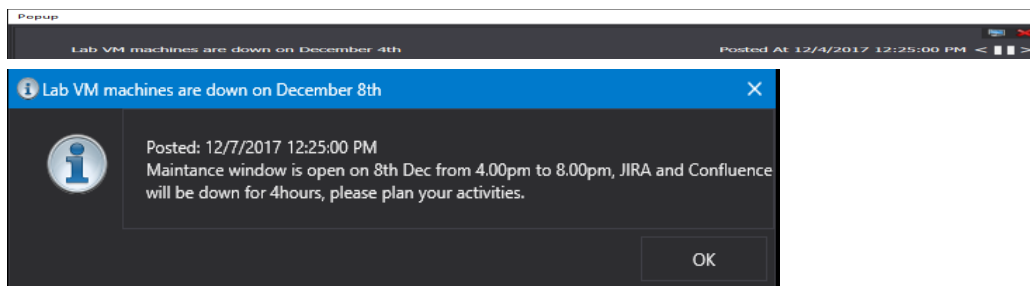 Popup
Lab VM machines are down on December 4th Posted At 12/4/2017 12:25:00 PM < >
Lab VM machines are down on December 8th
Posted: 12/7/2017 12:25:00 PM
Maintance window is open on 8th Dec from 4.00pm to 8.00pm, JIRA and Confluence
will be down for 4hours, please plan your activities.
OK